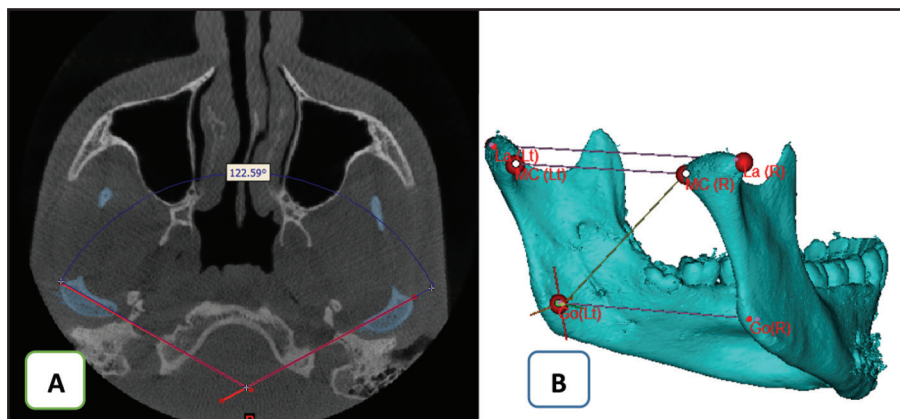 122.59°
A
La (Lt)
MC (Lt)
MC (R)
La (R)
Go(Lt)
Go(R)
B